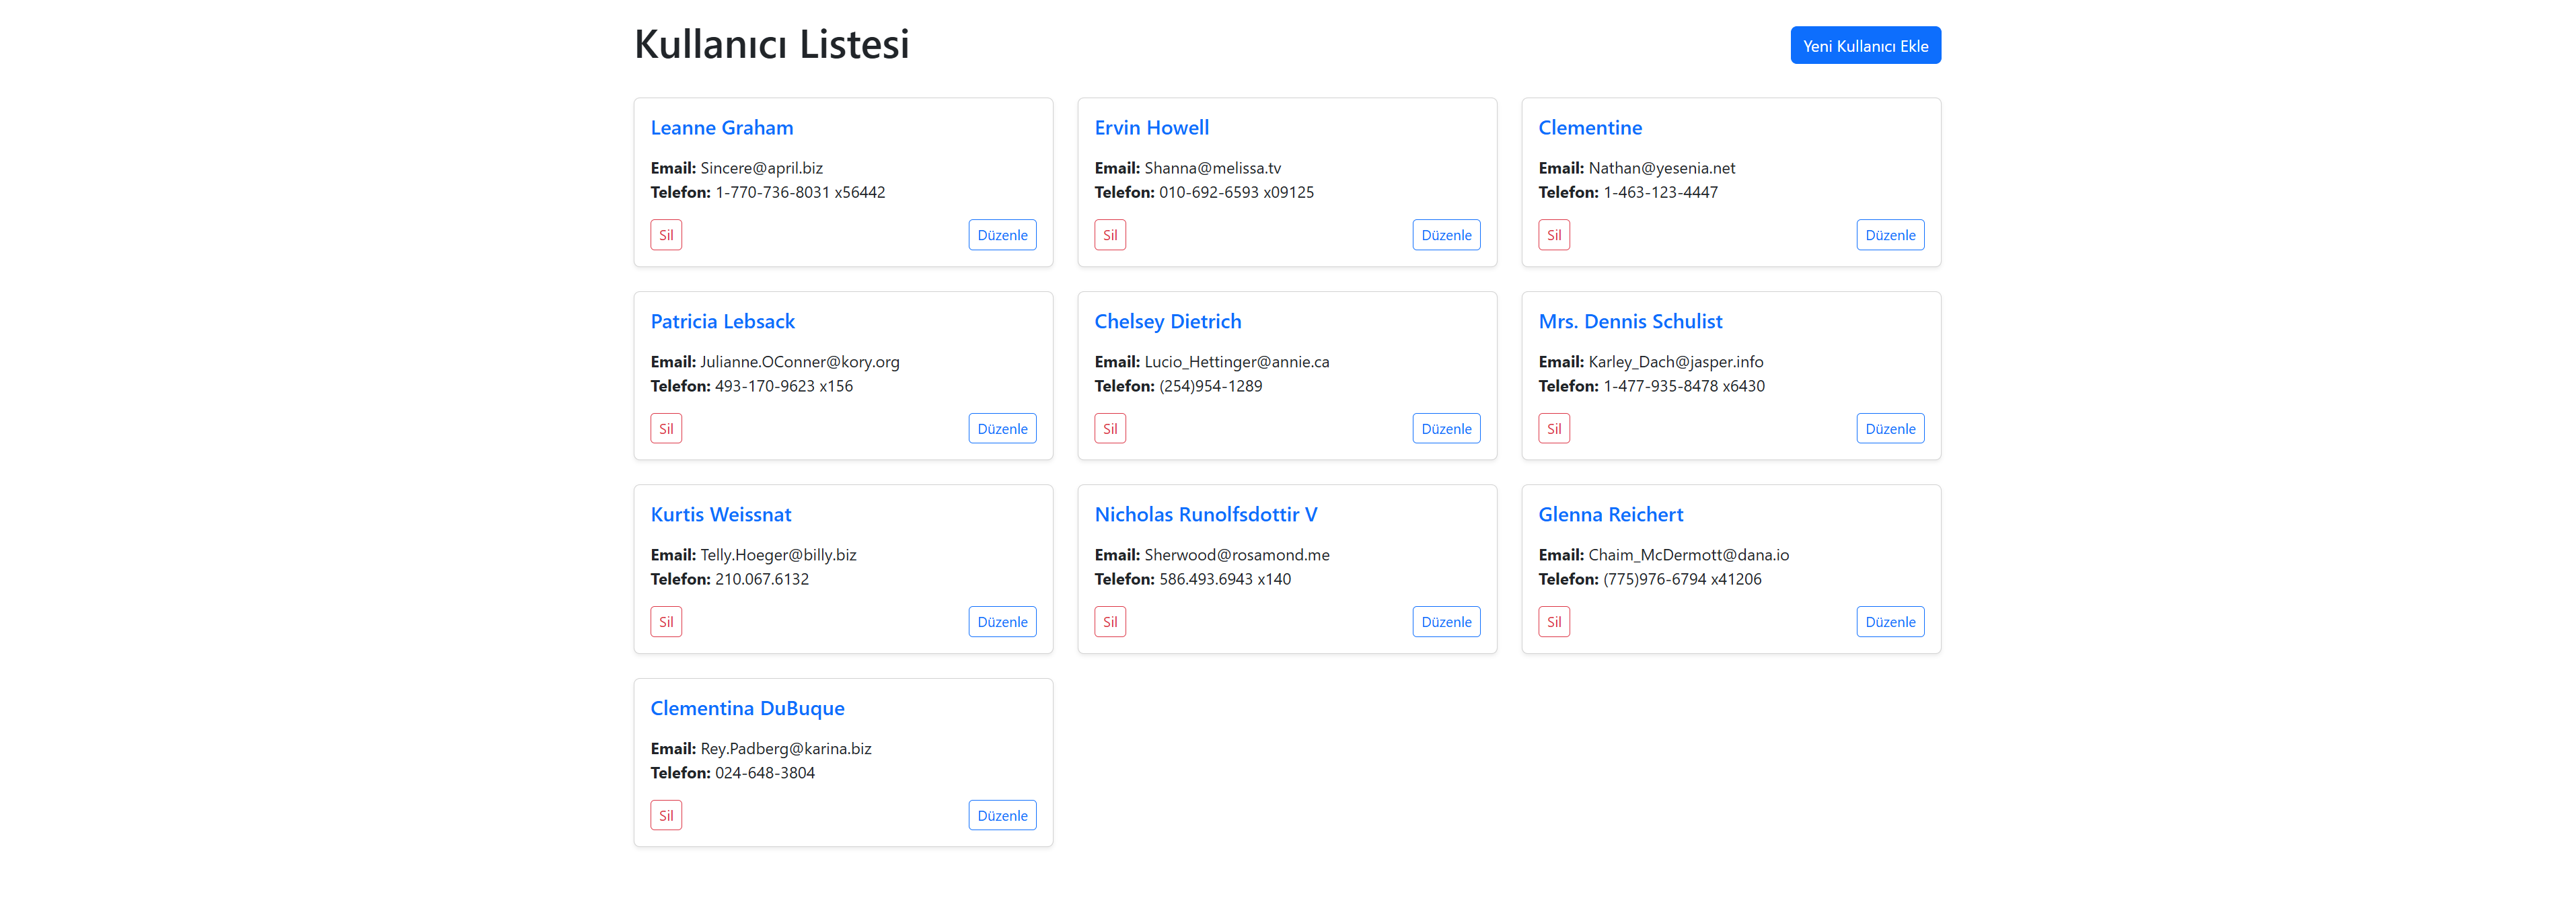 Kullanıcı Listesi
Yeni Kullanıcı Ekle
Leanne Graham
Email: Sincere@april.biz
Telefon: 1-770-736-8031 x56442
Sil
Düzenle
Ervin Howell
Email: Shanna@melissa.tv
Telefon: 010-692-6593 x09125
Sil
Düzenle
Clementine
Email: Nathan@yesenia.net
Telefon: 1-463-123-4447
Sil
Düzenle
Patricia Lebsack
Email: Julianne.OConner@kory.org
Telefon: 493-170-9623 x156
Sil
Düzenle
Chelsey Dietrich
Email: Lucio_Hettinger@annie.ca
Telefon: (254)954-1289
Sil
Düzenle
Mrs. Dennis Schulist
Email: Karley_Dach@jasper.info
Telefon: 1-477-935-8478 x6430
Sil
Düzenle
Kurtis Weissnat
Email: Telly.Hoeger@billy.biz
Telefon: 210.067.6132
Sil
Düzenle
Nicholas Runolfsdottir V
Email: Sherwood@rosamond.me
Telefon: 586.493.6943 x140
Sil
Düzenle
Glenna Reichert
Email: Chaim_McDermott@dana.io
Telefon: (775)976-6794 x41206
Sil
Düzenle
Clementina DuBuque
Email: Rey.Padberg@karina.biz
Telefon: 024-648-3804
Sil
Düzenle